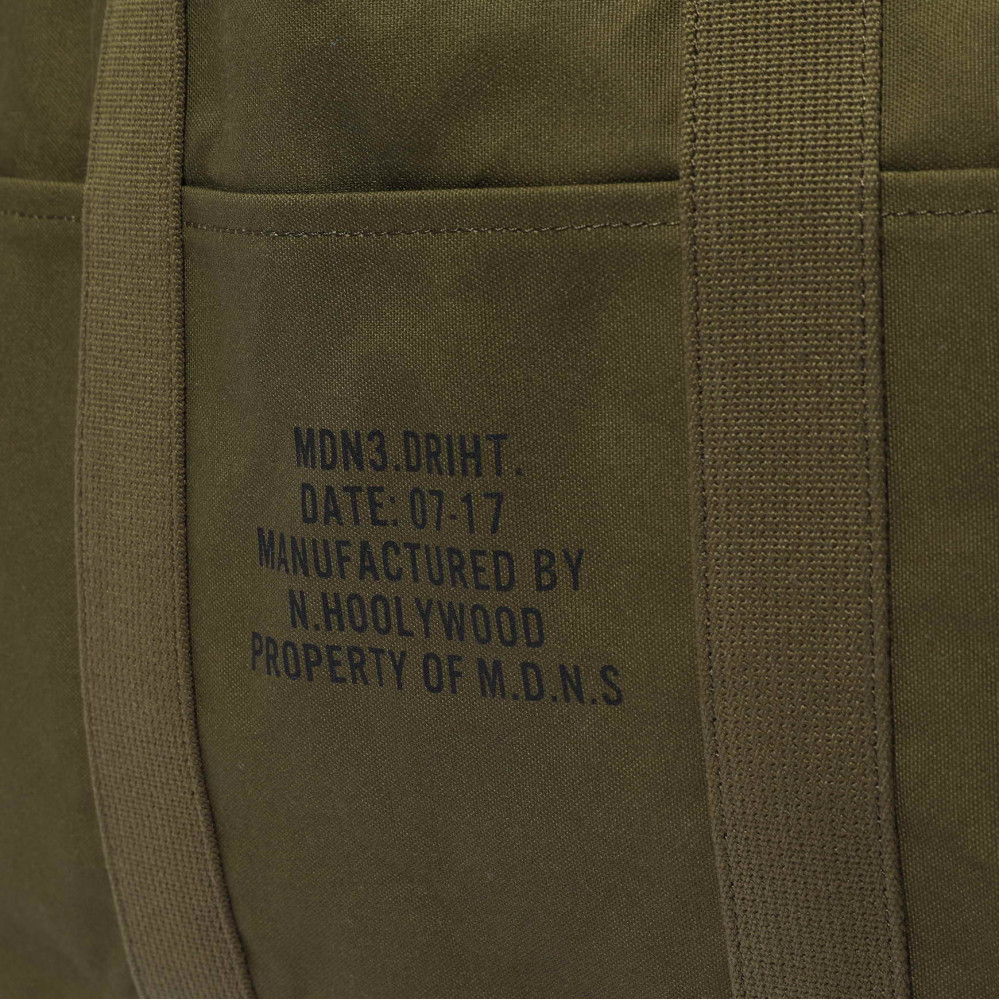 MDN3.DRIHT.
DATE: 07-17
MANUFACTURED BY
N.HOOLYWOOD
PROPERTY OF M.D.N.S